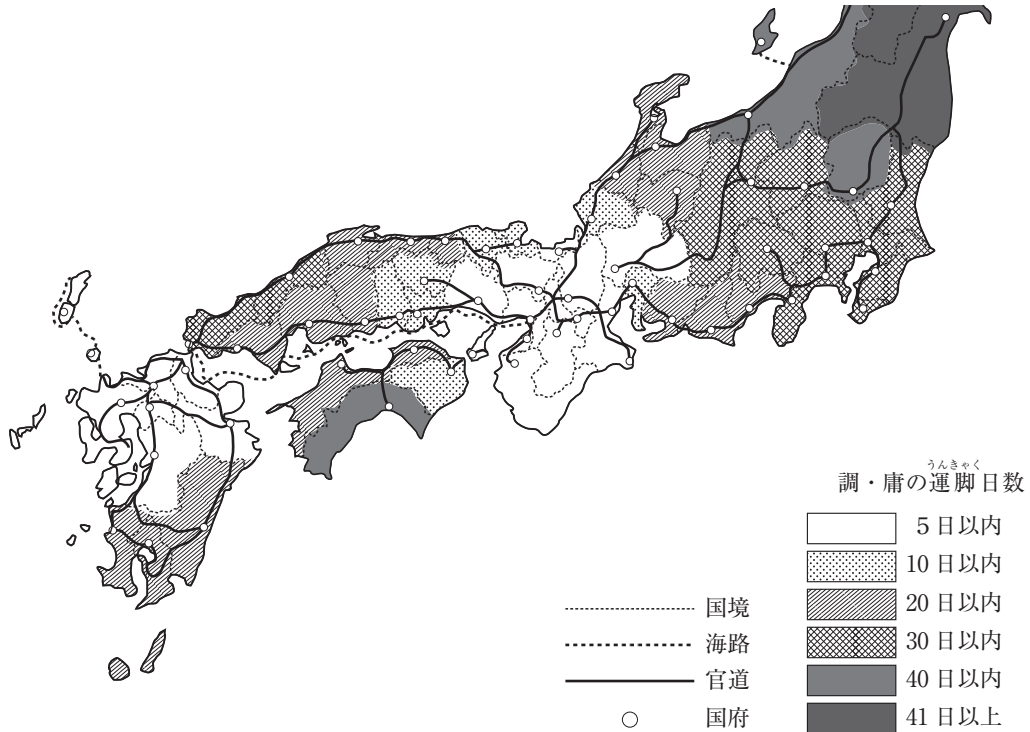 調・庸の運脚日数
うんきゃく
5日以内
10日以内
20日以内
30日以内
40日以内
41日以上
国境
海路
官道
国府